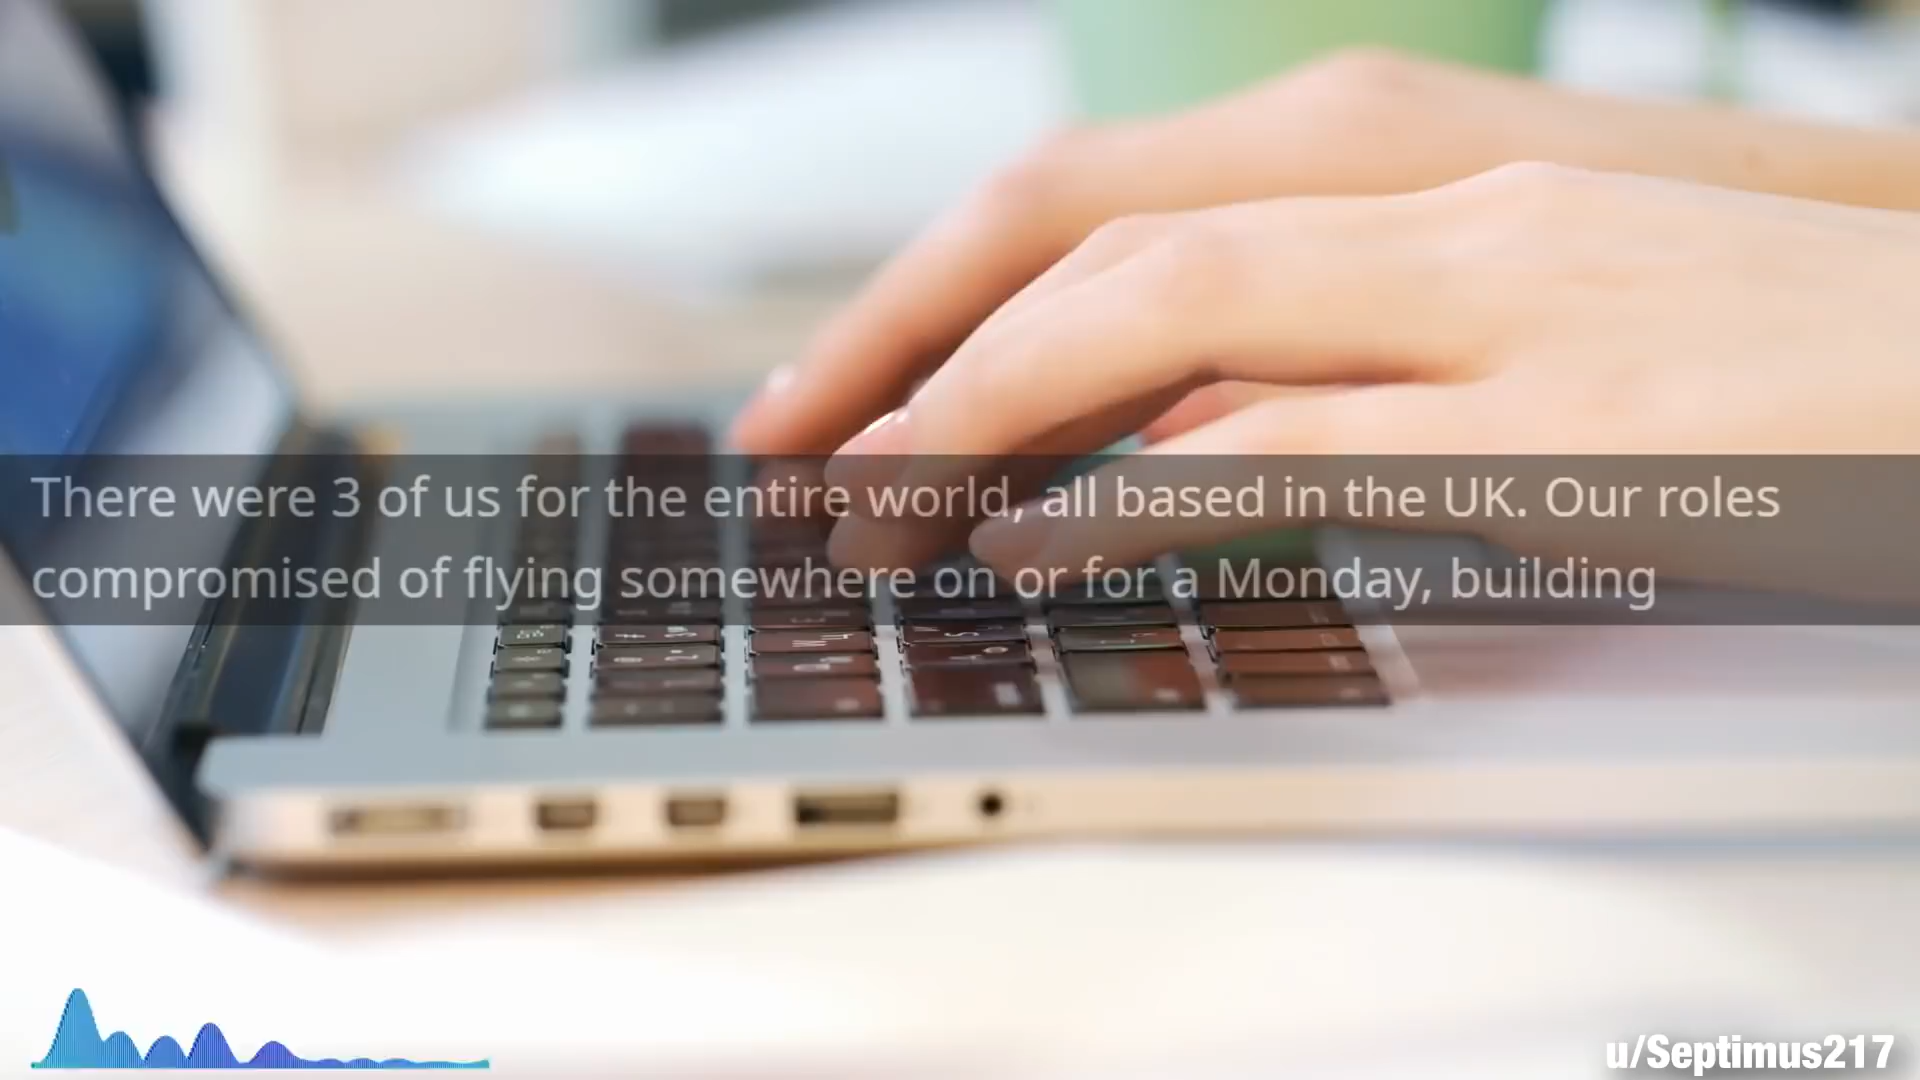 There were 3 of us for the entire world, all based in the UK. Our roles
compromised of flying somewhere on or for a Monday, building
u/Septimus217